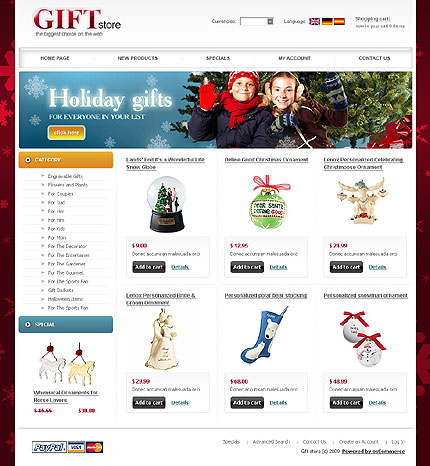 GIFT store
the biggest choice on the web
Currencies:
Language:
Shopping cart:
now in your cart 0 items
HOME PAGE
NEW PRODUCTS
SPECIALS
MY ACCOUNT
CONTACT US
Holiday gifts
FOR EVERYONE IN YOUR LIST
click here
CATEGORY
Engravable Gifts
Flowers and Plants
For Couples
For Dad
For Her
For Him
For Kids
For Mom
For The Decorator
For The Entertainer
For The Gardener
For The Gourmet
For The Sports Fan
Gift Baskets
Halloween Items
For The Sports Fan
SPECIAL
Whimsical Ornaments for
Horse Lovers
$30.00
Lands' End It's a Wonderful Life
Snow Globe
$ 9.00
Donec accumsan malesuada orci
Add to cart
Details
Define Good Christmas Ornament
DEAR SANTA
DEFINE GOOD
$ 12.95
Donec accumsan malesuada orci
Add to cart
Details
Lenox Personalized Celebrating
Christmoose Ornament
$ 24.99
Donec accumsan malesuada orci
Add to cart
Details
Lenox Personalized Bride &
Groom Ornament
$ 29.99
Donec accumsan malesuada orci
Add to cart
Details
Personalized polar bear stocking
$ 68.00
Donec accumsan malesuada orci
Add to cart
Details
Personalized snowman ornament
$ 48.99
Donec accumsan malesuada orci
Add to cart
Details
PayPal
VISA
Specials | Advanced Search | Contact Us | Create an Account | Log In
Gift store (c) 2009 Powered by osCommerce